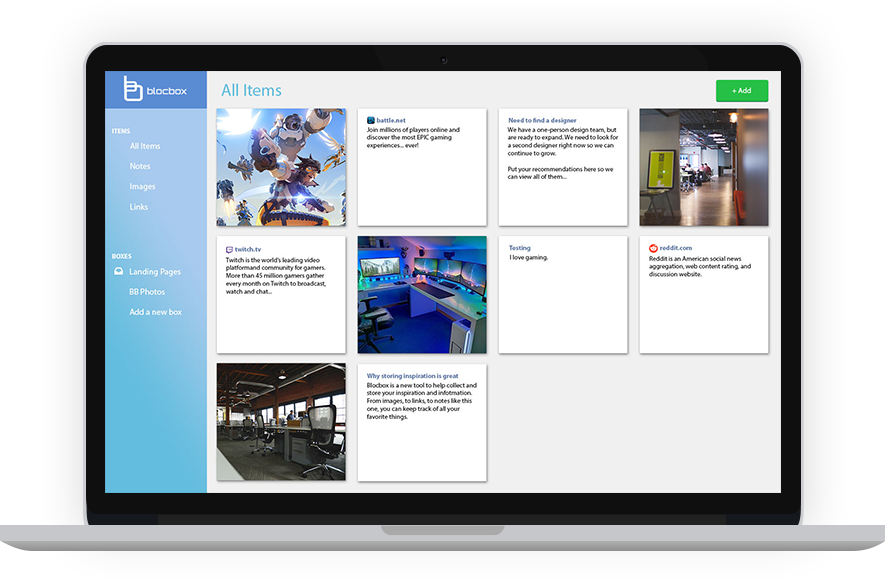 blocbox
All Items
+ Add
ITEMS
All Items
Notes
Images
Links
BOXES
Landing Pages
BB Photos
Add a new box
battle.net
Join millions of players online and
discover the most EPIC gaming
experiences... ever!
Need to find a designer
We have a one-person design team, but
are ready to expand. We need to look for
a second designer right now so we can
continue to grow.
Put your recommendations here so we
can view all of them...
twitch.tv
Twitch is the world's leading video
platformand community for gamers.
More than 45 million gamers gather
every month on Twitch to broadcast,
watch and chat...
Testing
I love gaming.
reddit.com
Reddit is an American social news
aggregation, web content rating, and
discussion website.
Why storing inspiration is great
Blocbox is a new tool to help collect and
store your inspiration and infotmation.
From images, to links, to notes like this
one, you can keep track of all your
favorite things.